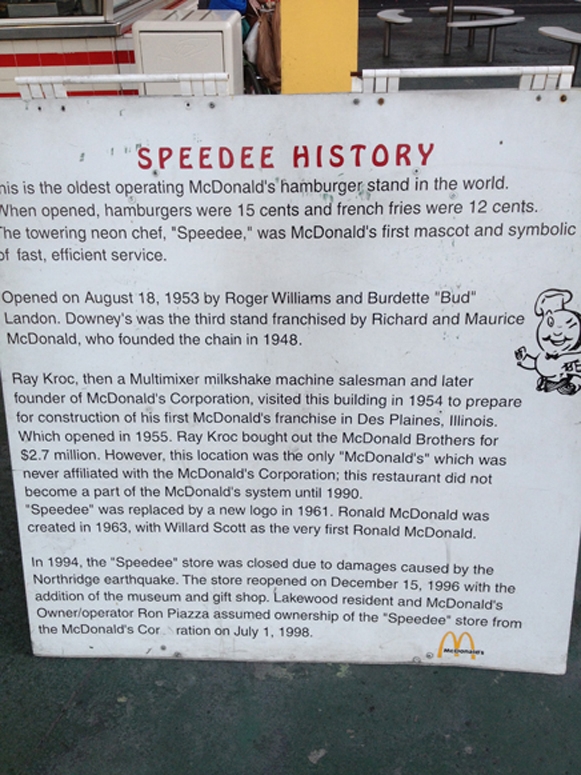 SPEEDEE HISTORY
his is the oldest operating McDonald's hamburger stand in the world.
When opened, hamburgers were 15 cents and french fries were 12 cents.
The towering neon chef, "Speedee," was McDonald's first mascot and symbolic
of fast, efficient service.
Opened on August 18, 1953 by Roger Williams and Burdette "Bud"
Landon. Downey's was the third stand franchised by Richard and Maurice
McDonald, who founded the chain in 1948.
Ray Kroc, then a Multimixer milkshake machine salesman and later
founder of McDonald's Corporation, visited this building in 1954 to prepare
for construction of his first McDonald's franchise in Des Plaines, Illinois.
Which opened in 1955. Ray Kroc bought out the McDonald Brothers for
$2.7 million. However, this location was the only "McDonald's" which was
never affiliated with the McDonald's Corporation; this restaurant did not
become a part of the McDonald's system until 1990.
"Speedee" was replaced by a new logo in 1961. Ronald McDonald was
created in 1963, with Willard Scott as the very first Ronald McDonald.
In 1994, the "Speedee" store was closed due to damages caused by the
Northridge earthquake. The store reopened on December 15, 1996 with the
addition of the museum and gift shop. Lakewood resident and McDonald's
Owner/operator Ron Piazza assumed ownership of the "Speedee" store from
the McDonald's Cor ration on July 1, 1998.
McDonald's